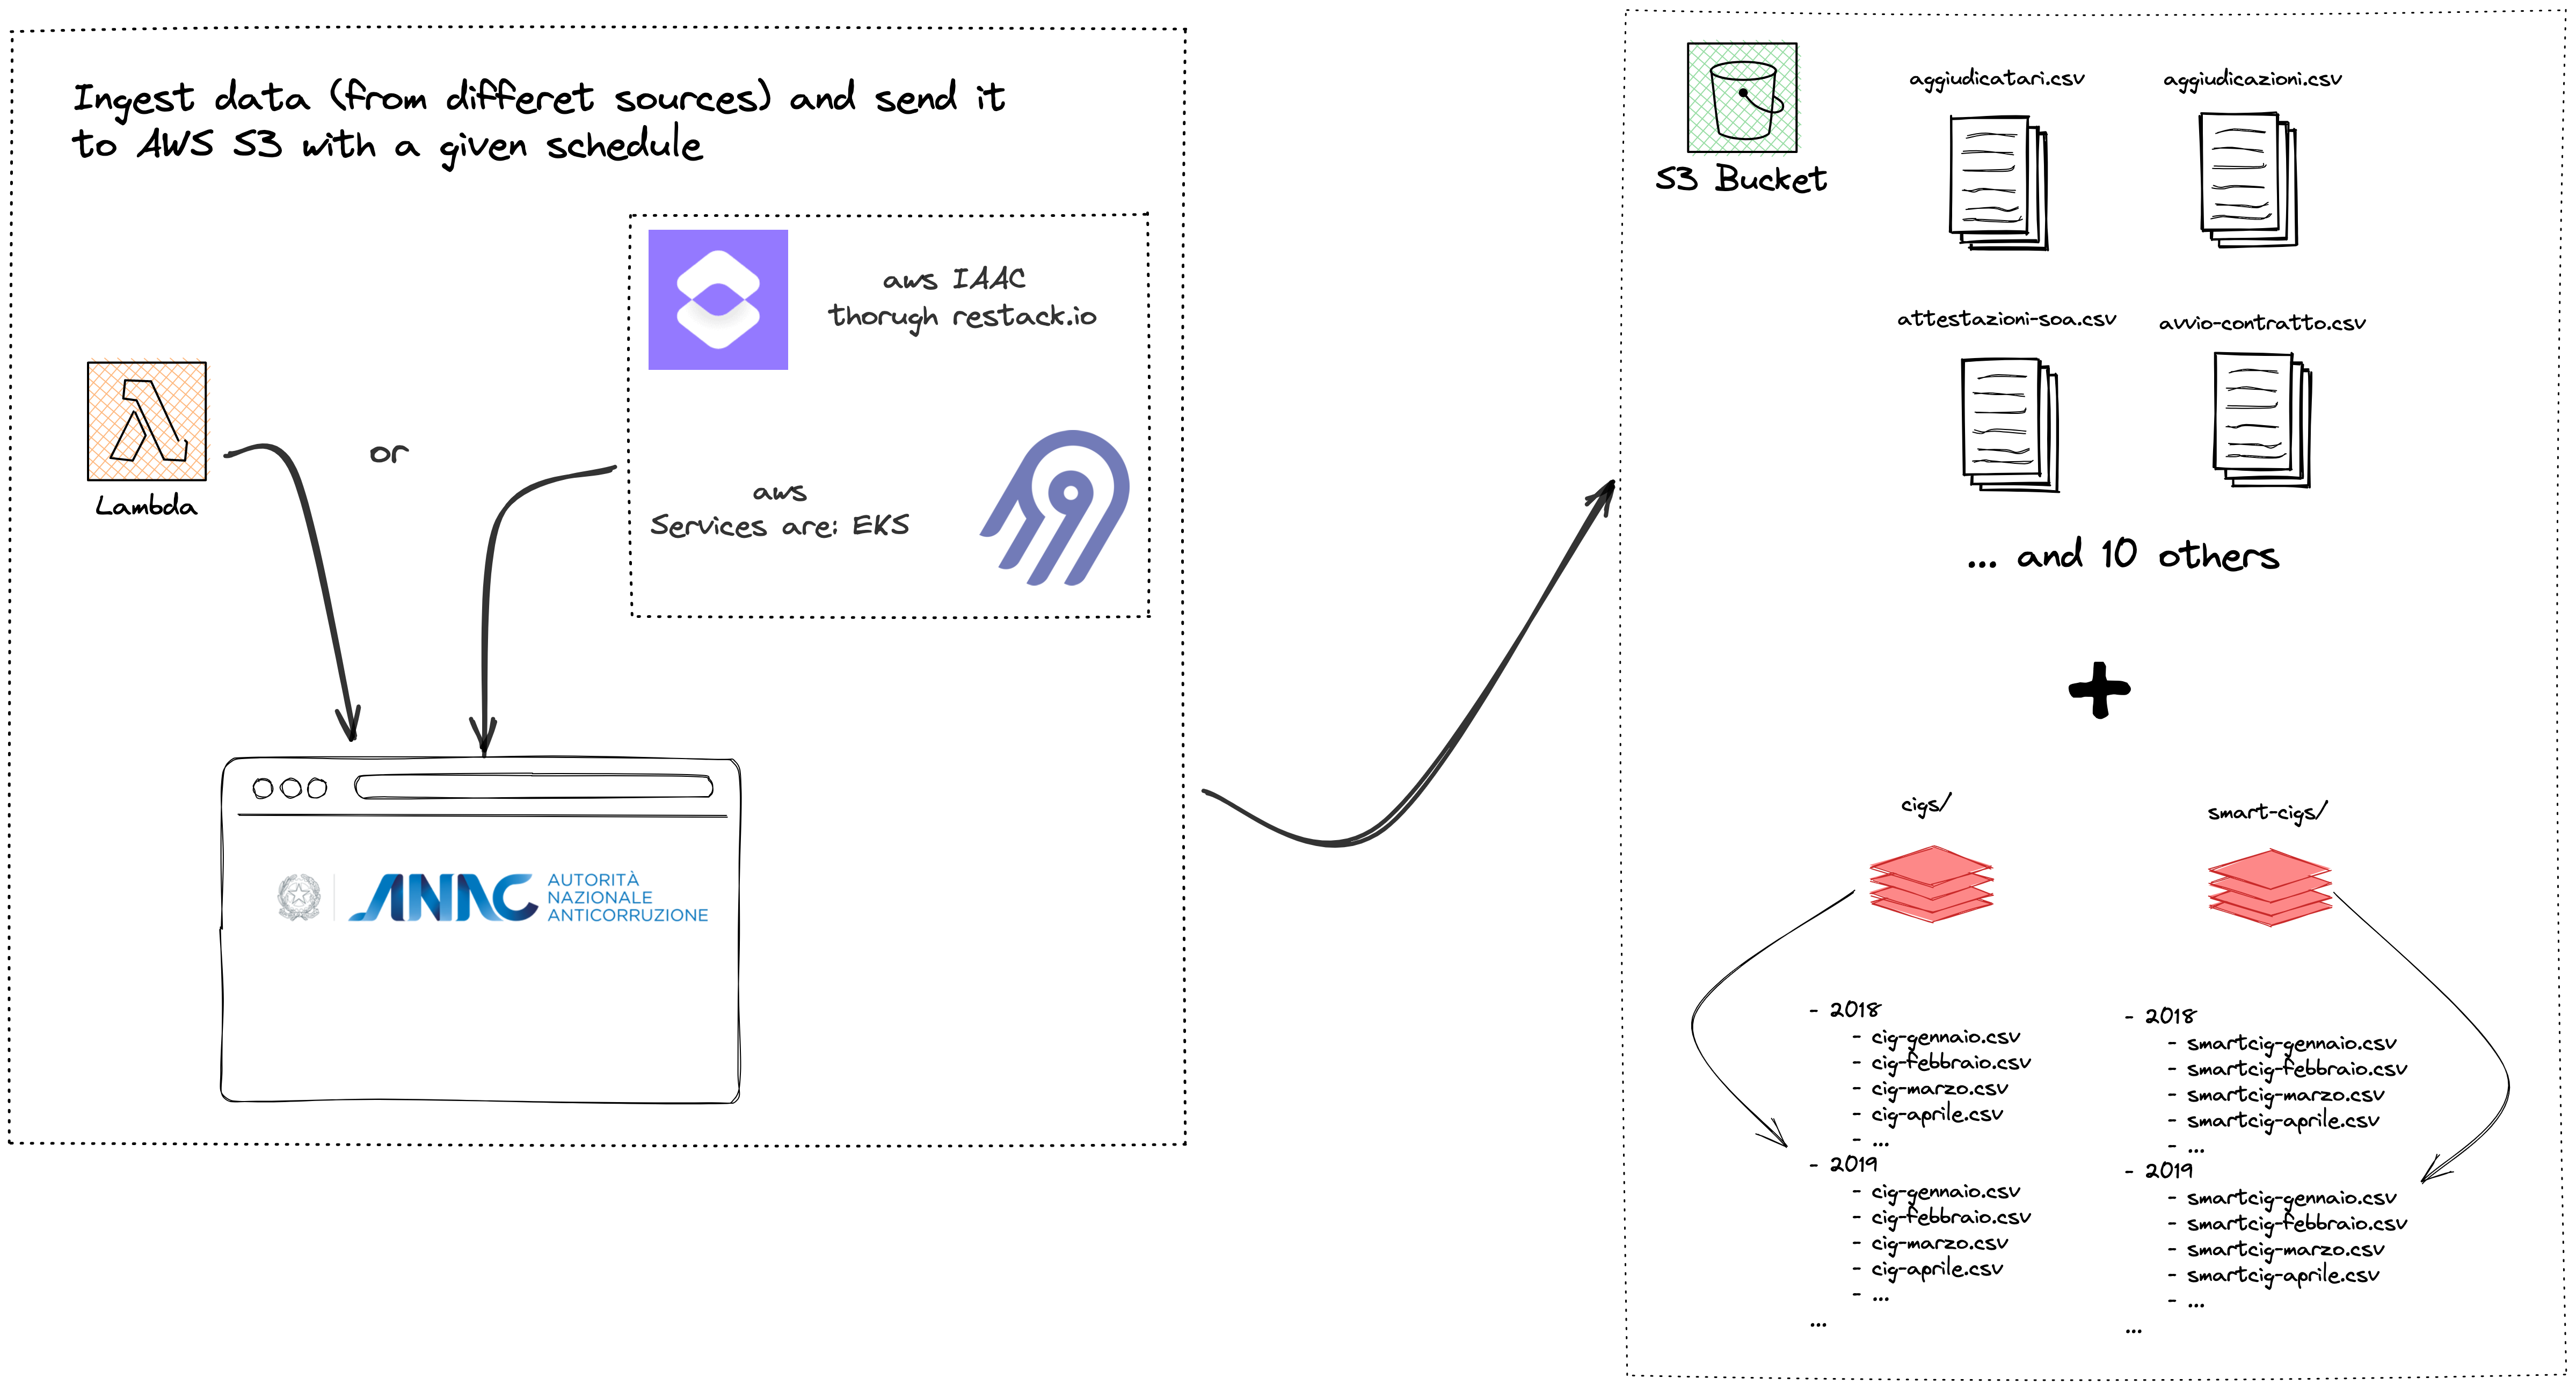 Ingest data (from differet sources) and send it
to AWS S3 with a given schedule
aws IAAC
thorugh restack.io
Lambda
or
aws
Services are: EKS
ANAC
AUTORITÀ
NAZIONALE
ANTICORRUZIONE
S3 Bucket
aggiudicatari.csv
aggiudicazioni.csv
attestazioni-soa.csv
avvio-contratto.csv
... and 10 others
+
cigs/
- 2018
- cig-gennaio.csv
- cig-febbraio.csv
- cig-marzo.csv
- cig-aprile.csv
- ...
- 2019
- cig-gennaio.csv
- cig-febbraio.csv
- cig-marzo.csv
- cig-aprile.csv
- ...
...
smart-cigs/
- 2018
- smartcig-gennaio.csv
- smartcig-febbraio.csv
- smartcig-marzo.csv
- smartcig-aprile.csv
- ...
- 2019
- smartcig-gennaio.csv
- smartcig-febbraio.csv
- smartcig-marzo.csv
- smartcig-aprile.csv
- ...
...